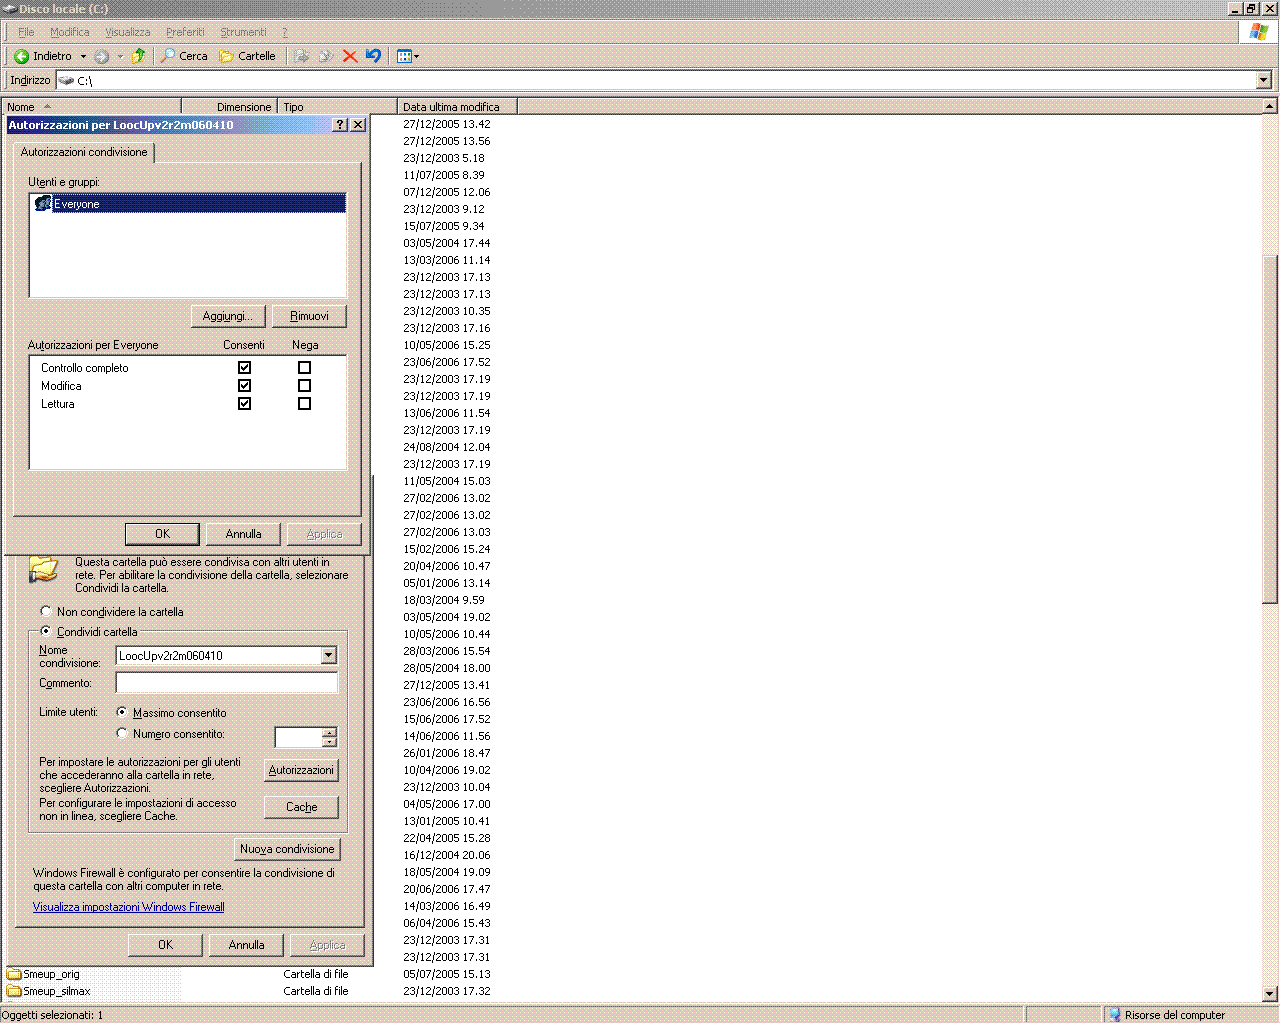 Disco locale (C:)
File Modifica Visualizza Preferiti Strumenti ?
Indietro Cerca Cartelle
Indirizzo C:\
Nome Dimensione Tipo Data ultima modifica
Autorizzazioni per LoocUpv2r2m060410
Autorizzazioni condivisione
Utenti e gruppi:
Everyone
Aggiungi... Rimuovi
Autorizzazioni per Everyone Consenti Nega
Controllo completo
Modifica
Lettura
OK Annulla Applica
Questa cartella può essere condivisa con altri utenti in
rete. Per abilitare la condivisione della cartella, selezionare
Condividi la cartella.
Non condividere la cartella
Condividi cartella
Nome
condivisione: LoocUpv2r2m060410
Commento:
Limite utenti: Massimo consentito
Numero consentito:
Per impostare le autorizzazioni per gli utenti
che accederanno alla cartella in rete,
scegliere Autorizzazioni.
Autorizzazioni
Per configurare le impostazioni di accesso
non in linea, scegliere Cache.
Cache
Nuova condivisione
Windows Firewall è configurato per consentire la condivisione di
questa cartella con altri computer in rete.
Visualizza impostazioni Windows Firewall
OK Annulla Applica
27/12/2005 13.42
27/12/2005 13.56
23/12/2003 5.18
11/07/2005 8.39
07/12/2005 12.06
23/12/2003 9.12
15/07/2005 9.34
03/05/2004 17.44
13/03/2006 11.14
23/12/2003 17.13
23/12/2003 17.13
23/12/2003 10.35
23/12/2003 17.16
10/05/2006 15.25
23/06/2006 17.52
23/12/2003 17.19
23/12/2003 17.19
13/06/2006 11.54
23/12/2003 17.19
24/08/2004 12.04
23/12/2003 17.19
11/05/2004 15.03
27/02/2006 13.02
27/02/2006 13.02
27/02/2006 13.03
15/02/2006 15.24
20/04/2006 10.47
05/01/2006 13.14
18/03/2004 9.59
03/05/2004 19.02
10/05/2006 10.44
28/03/2006 15.54
28/05/2004 18.00
27/12/2005 13.41
23/06/2006 16.56
15/06/2006 17.52
14/06/2006 11.56
26/01/2006 18.47
10/04/2006 19.02
23/12/2003 10.04
04/05/2006 17.00
13/01/2005 10.41
22/04/2005 15.28
16/12/2004 20.06
18/05/2004 19.09
20/06/2006 17.47
14/03/2006 16.49
06/04/2006 15.43
23/12/2003 17.31
23/12/2003 17.31
Smeup_orig Cartella di file 05/07/2005 15.13
Smeup_silmax Cartella di file 23/12/2003 17.32
Oggetti selezionati: 1 Risorse del computer